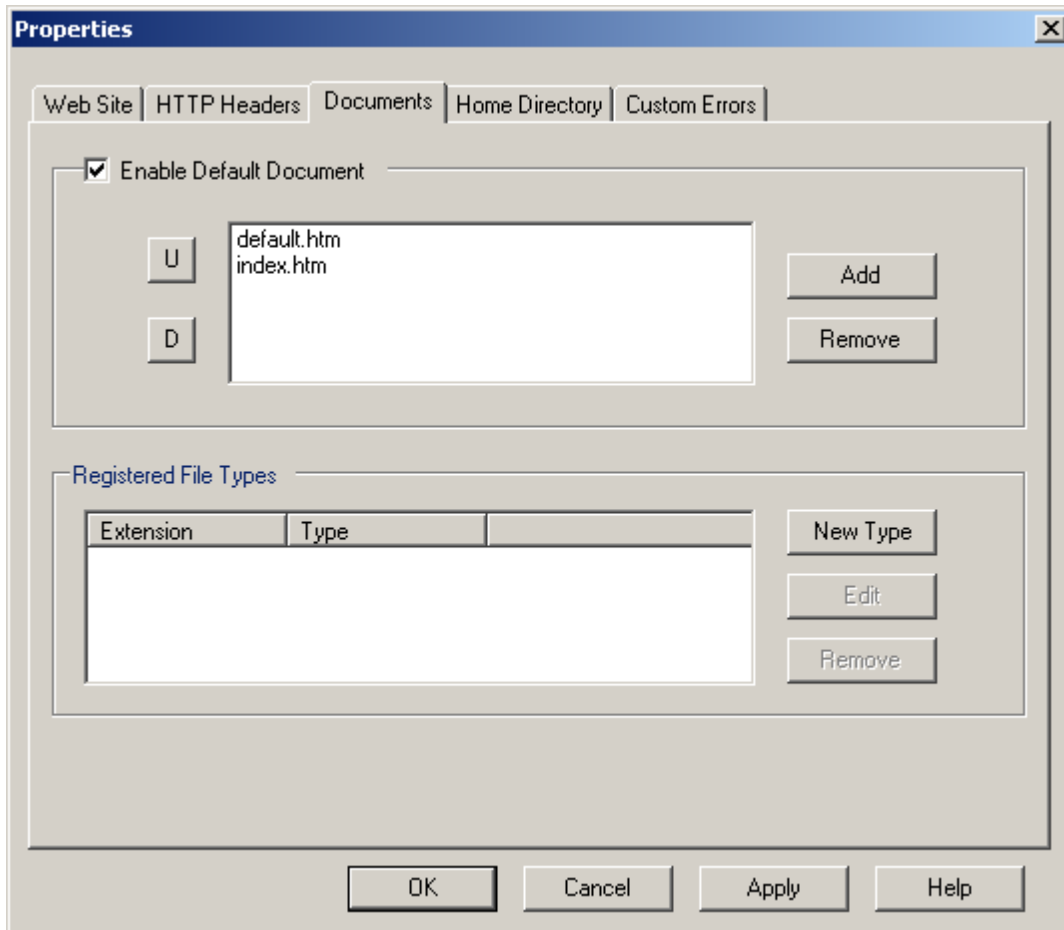 Properties
Web Site HTTP Headers Documents Home Directory Custom Errors
Enable Default Document
U
D
default.htm
index.htm
Add
Remove
Registered File Types
Extension Type
New Type
Edit
Remove
OK Cancel Apply Help